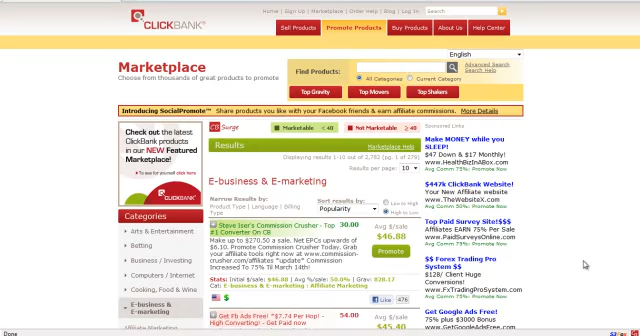 Home | Sign Up | Marketplace | Order Help | Blog | Log In
Search
CLICKBANK
Sell Products
Promote Products
Buy Products
About Us
Help Center
English
Marketplace
Choose from thousands of great products to promote
Find Products:
Advanced Search
Search Help
All Categories
Current Category
Top Gravity
Top Movers
Top Shakers
Introducing SocialPromote™ Share products you like with your Facebook friends & earn affiliate commissions. More Details
Check out the latest
ClickBank products
in our NEW Featured
Marketplace!
To see for yourself click here
CLICKBANK
Categories
Arts & Entertainment
Betting
Business / Investing
Computers / Internet
Cooking, Food & Wine
E-business &
E-marketing
Affiliate Marketing
CB Surge
Marketable < 40
Not Marketable ≥ 40
Results
Marketplace Help
Displaying results 1-10 out of 2,782 (pg. 1 of 279)
Results per page: 10
E-business & E-marketing
Narrow Results by:
Product Type | Language | Billing
Type
Sort results by:
Popularity
Low to High
High to Low
Steve Iser's Commission Crusher - Top
#1 Converter On CB
30.00
Make up to $270.50 a sale. Net EPCS upwards of
$6.10. Promote Commission Crusher Today. Grab
your affiliate tools right now at www.commission-
crusher.com/affiliates *update* Commission
Increased To 75% Till March 14th!
Avg $/sale
$46.88
Promote
Stats: Initial $/sale: $46.88 | Avg %/sale: 50.0% | Grav: 828.17
Cat: E-business & E-marketing : Affiliate Marketing
$
Like
476
Get Fb Ads Free! *$7.74 Per Hop! -
High Converting! - Get Paid now
54.00
Avg $/sale
$45.40
Sponsored Links
Make MONEY while you
SLEEP!
$47 Down & $17 Monthly!
www.HealthBizInABox.com
Avg Comm 75%: Promote Now
$447k ClickBank Website!
Your New Affiliate website
www.TheWebsiteX.com
Avg Comm 50%: Promote Now
Top Paid Survey Site!$$$
Affiliates EARN 75% Per Sale
www.PaidSurveysOnline.com
Avg Comm 75%: Promote Now
$$ Forex Trading Pro
System $$
$128/ Client Huge
Conversions!
www.FxTradingProSystem.com
Avg Comm 75%: Promote Now
Get Google Ads Free!
75% plus $3000 Bonus
www.GetGoogleAdsFree.com
Done